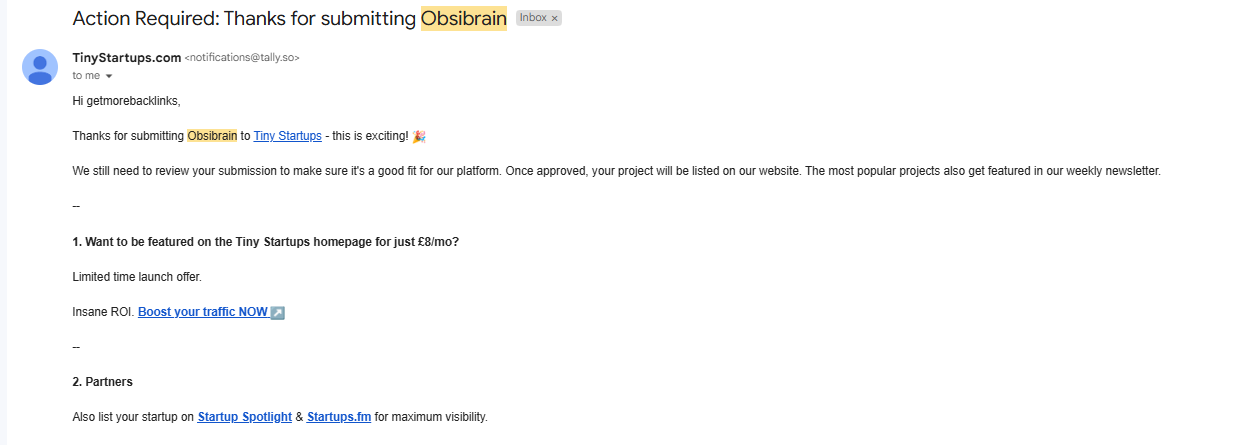 Action Required: Thanks for submitting Obsibrain Inbox ×
TinyStartups.com <notifications@tally.so>
to me
Hi getmorebacklinks,
Thanks for submitting Obsibrain to Tiny Startups - this is exciting! 🎉
We still need to review your submission to make sure it's a good fit for our platform. Once approved, your project will be listed on our website. The most popular projects also get featured in our weekly newsletter.
--
1. Want to be featured on the Tiny Startups homepage for just £8/mo?
Limited time launch offer.
Insane ROI. Boost your traffic NOW ↗️
--
2. Partners
Also list your startup on Startup Spotlight & Startups.fm for maximum visibility.